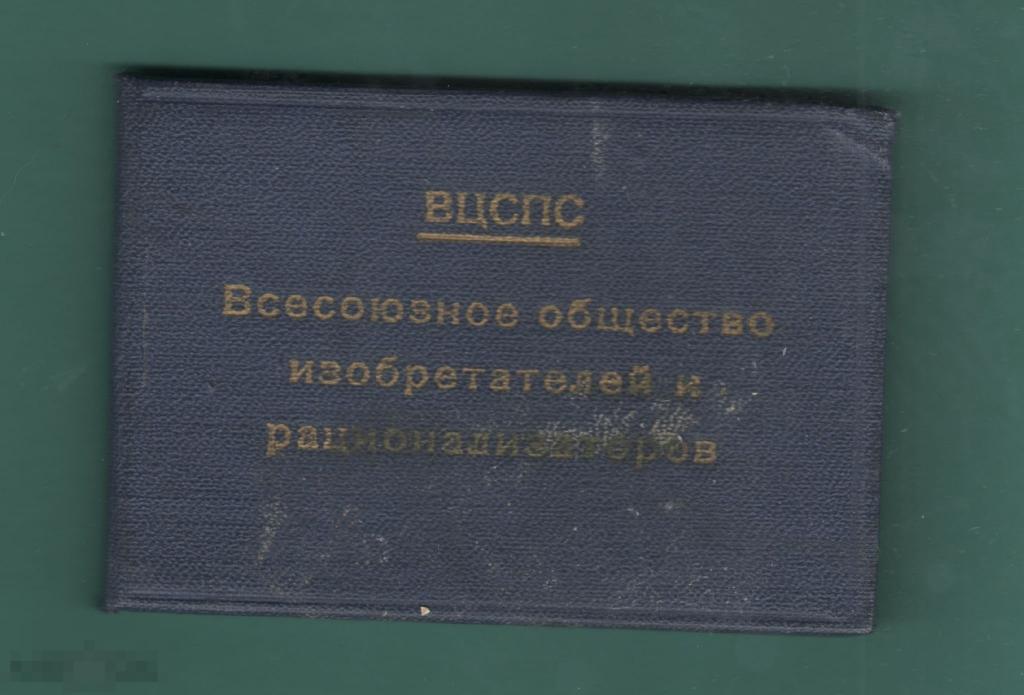 ВЦСПС
Всесоюзное общество
изобретателей и
рационализаторов